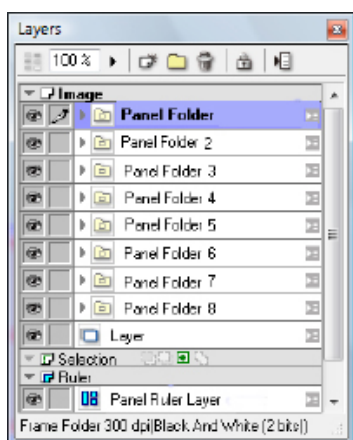 Layers
100 %
Image
Panel Folder
Panel Folder 2
Panel Folder 3
Panel Folder 4
Panel Folder 5
Panel Folder 6
Panel Folder 7
Panel Folder 8
Layer
Selection
Ruler
Panel Ruler Layer
Frame Folder 300 dpi|Black And White (2 bits|)